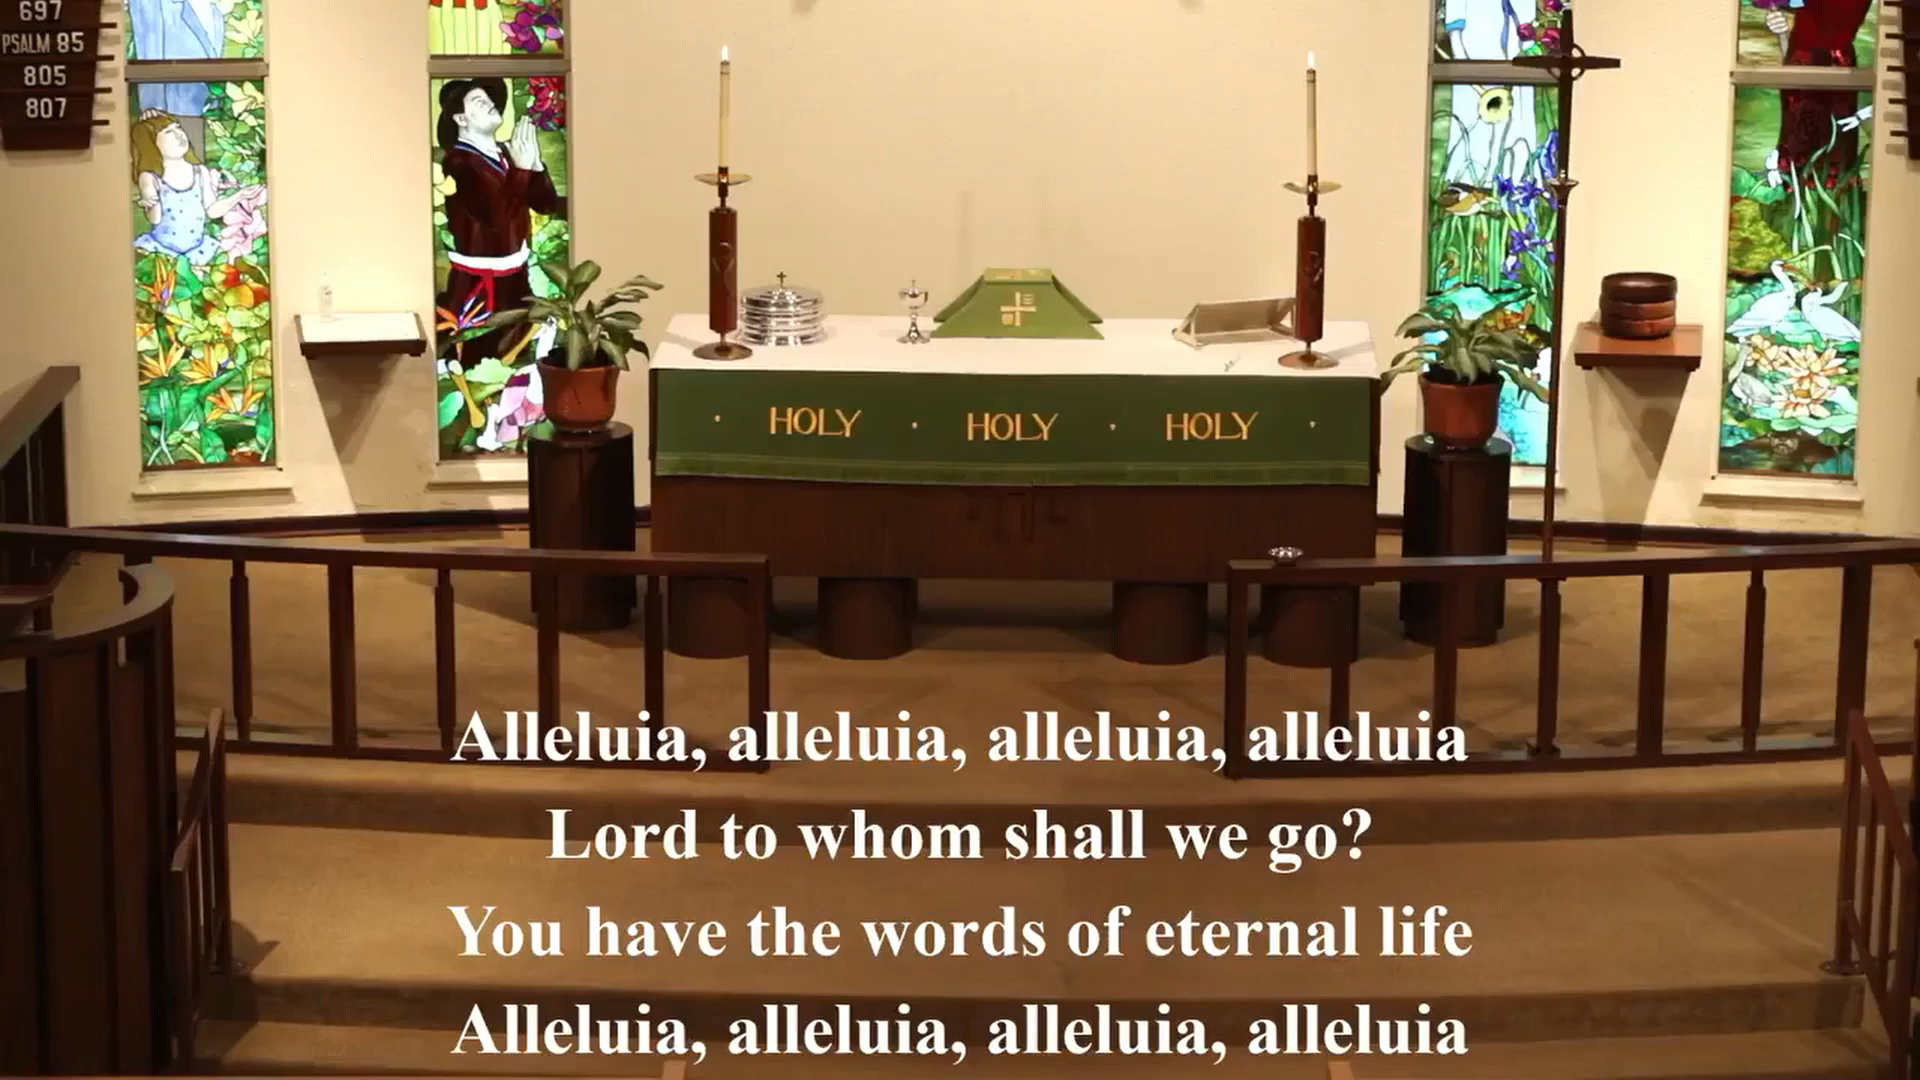 697
PSALM 85
805
807
HOLY · HOLY · HOLY
Alleluia, alleluia, alleluia, alleluia
Lord to whom shall we go?
You have the words of eternal life
Alleluia, alleluia, alleluia, alleluia